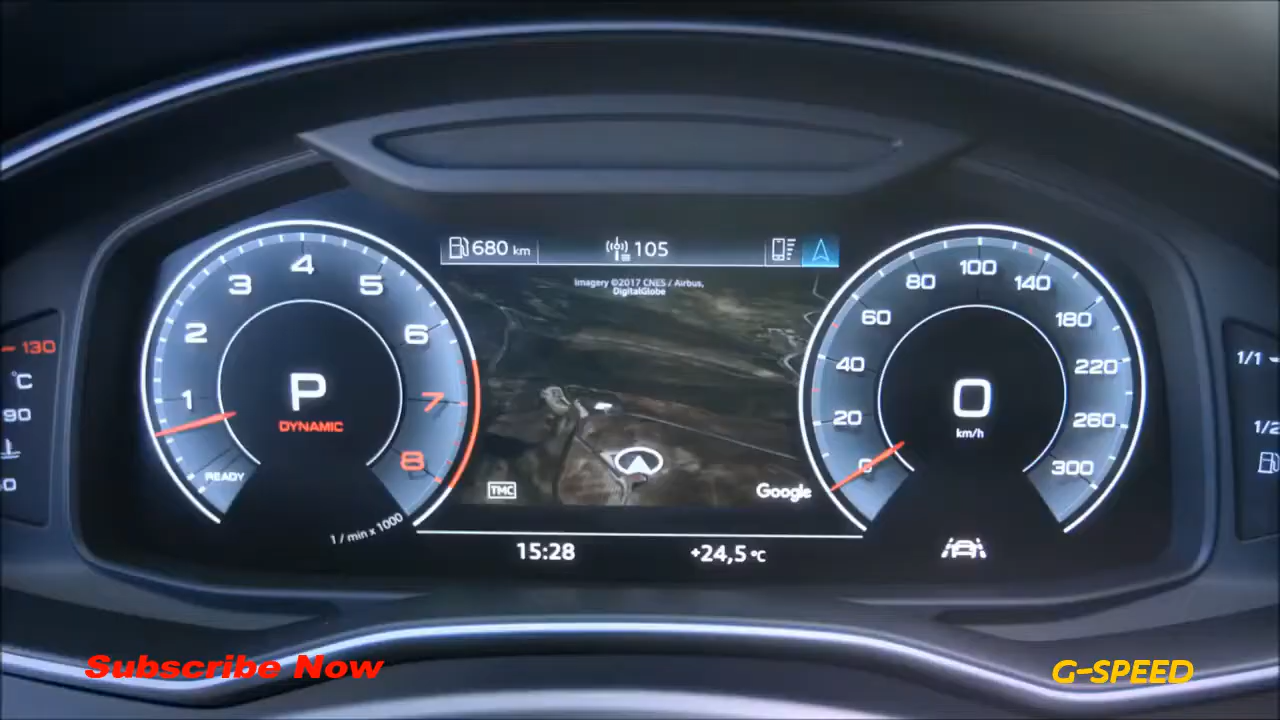 680 km
105
Imagery ©2017 CNES / Airbus,
DigitalGlobe
1
2
3
4
5
6
7
8
READY
P
DYNAMIC
1 / min x 1000
0
20
40
60
80
100
140
180
220
260
300
0
km/h
TMC
Google
15:28
+24,5 °C
130
°C
90
1/1
1/2
Subscribe Now
G-SPEED